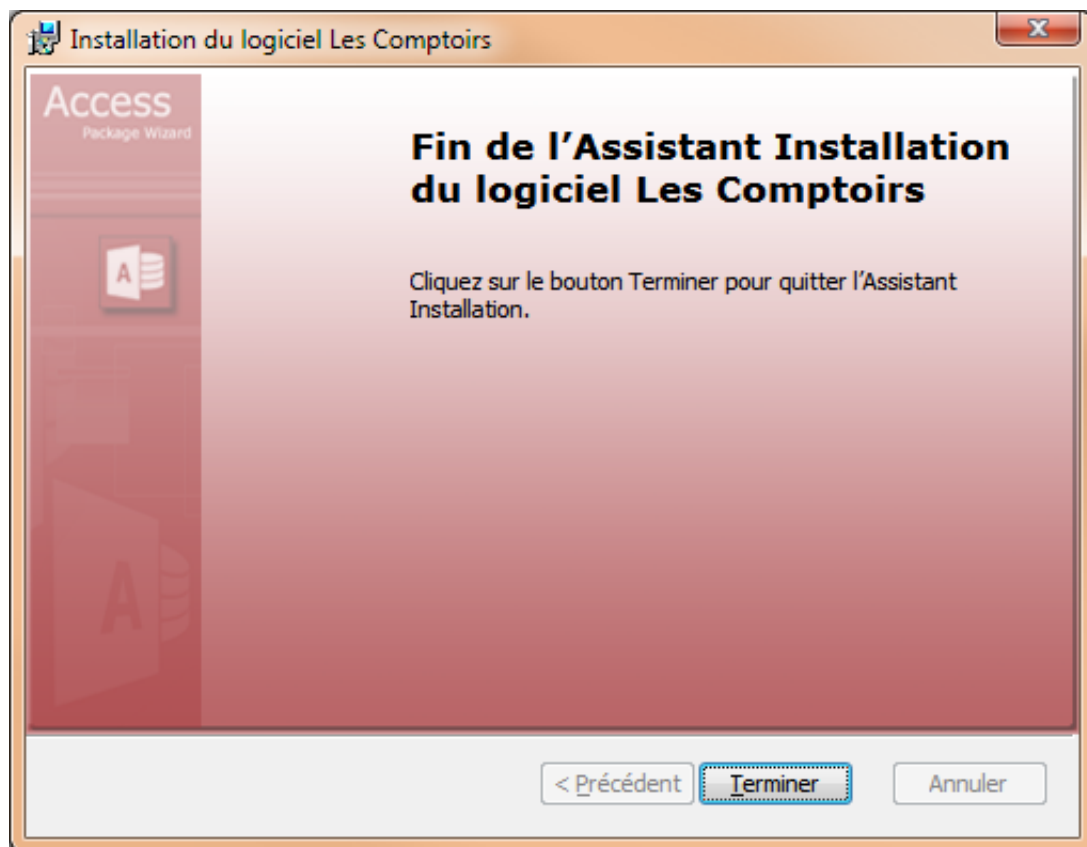 Installation du logiciel Les Comptoirs
x
Access
Package Wizard
Fin de l’Assistant Installation
du logiciel Les Comptoirs
A
Cliquez sur le bouton Terminer pour quitter l’Assistant
Installation.
A
< Précédent
Terminer
Annuler